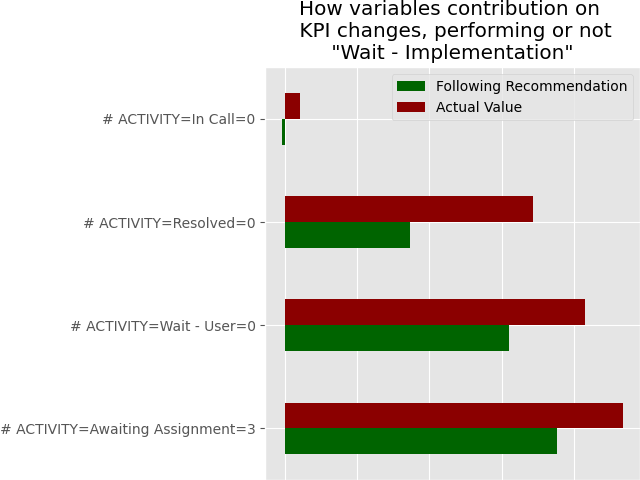 How variables contribution on
KPI changes, performing or not
"Wait - Implementation"
Following Recommendation
Actual Value
# ACTIVITY=In Call=0
# ACTIVITY=Resolved=0
# ACTIVITY=Wait - User=0
# ACTIVITY=Awaiting Assignment=3